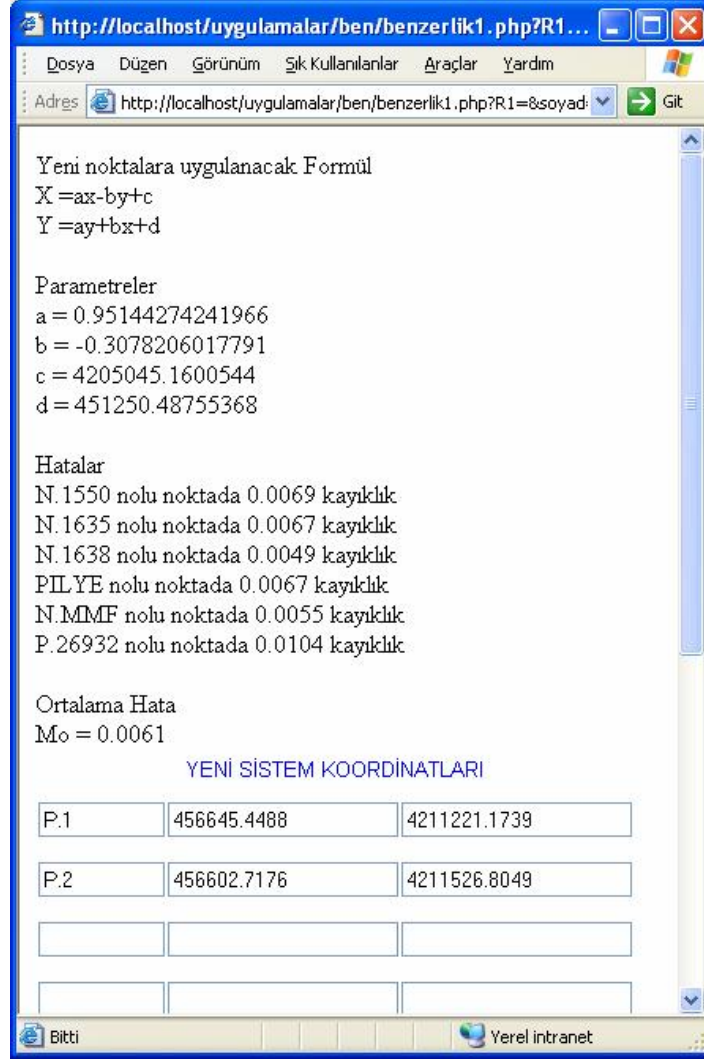 http://localhost/uygulamalar/ben/benzerlik1.php?R1...
Dosya Düzen Görünüm Sık Kullanılanlar Araçlar Yardım
Adres http://localhost/uygulamalar/ben/benzerlik1.php?R1=&soyad Git
Yeni noktalara uygulanacak Formül
X =ax-by+c
Y =ay+bx+d
Parametreler
a = 0.95144274241966
b = -0.3078206017791
c = 4205045.1600544
d = 451250.48755368
Hatalar
N.1550 nolu noktada 0.0069 kayıklık
N.1635 nolu noktada 0.0067 kayıklık
N.1638 nolu noktada 0.0049 kayıklık
PILYE nolu noktada 0.0067 kayıklık
N.MMF nolu noktada 0.0055 kayıklık
P.26932 nolu noktada 0.0104 kayıklık
Ortalama Hata
Mo = 0.0061
YENİ SİSTEM KOORDİNATLARI
P.1 456645.4488 4211221.1739
P.2 456602.7176 4211526.8049
Bitti Yerel intranet